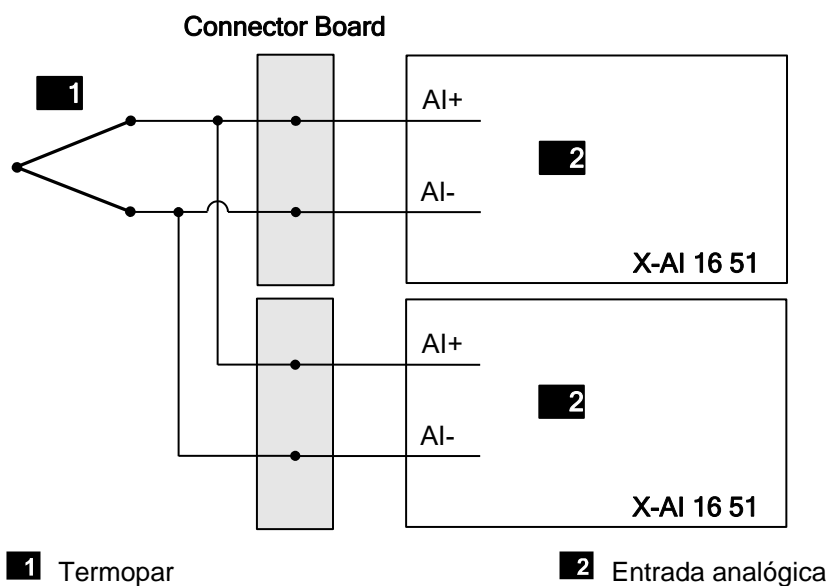 Connector Board
1
AI+
2
AI-
X-AI 16 51
AI+
2
AI-
X-AI 16 51
1 Termopar
2 Entrada analógica